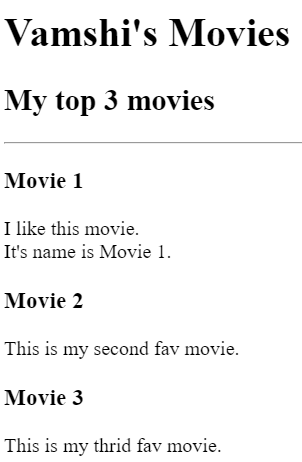 Vamshi's Movies
My top 3 movies
Movie 1
I like this movie.
It's name is Movie 1.
Movie 2
This is my second fav movie.
Movie 3
This is my thrid fav movie.